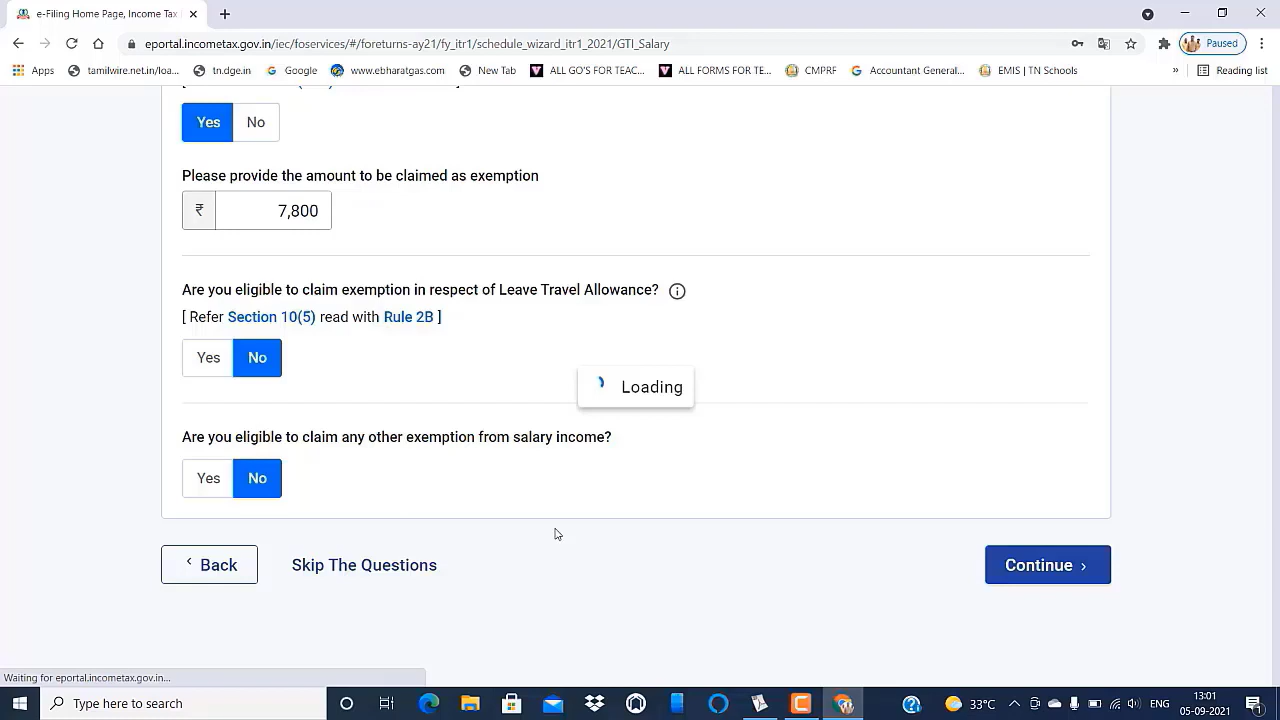 e-Filing Home Page, Income Tax
eportal.incometax.gov.in/iec/foservices/#/foreturns-ay21/fy_itr1/schedule_wizard_itr1_2021/GTI_Salary
Paused
Apps
tamilwire.net.in/loa...
tn.dge.in
Google
www.ebharatgas.com
New Tab
ALL GO'S FOR TEAC...
ALL FORMS FOR TE...
CMPRF
Accountant General...
EMIS | TN Schools
»
Reading list
Yes
No
Please provide the amount to be claimed as exemption
₹ 7,800
Are you eligible to claim exemption in respect of Leave Travel Allowance?
[ Refer Section 10(5) read with Rule 2B ]
Yes
No
Loading
Are you eligible to claim any other exemption from salary income?
Yes
No
Back
Skip The Questions
Continue
Waiting for eportal.incometax.gov.in...
Type here to search
33°C
ENG
13:01
05-09-2021